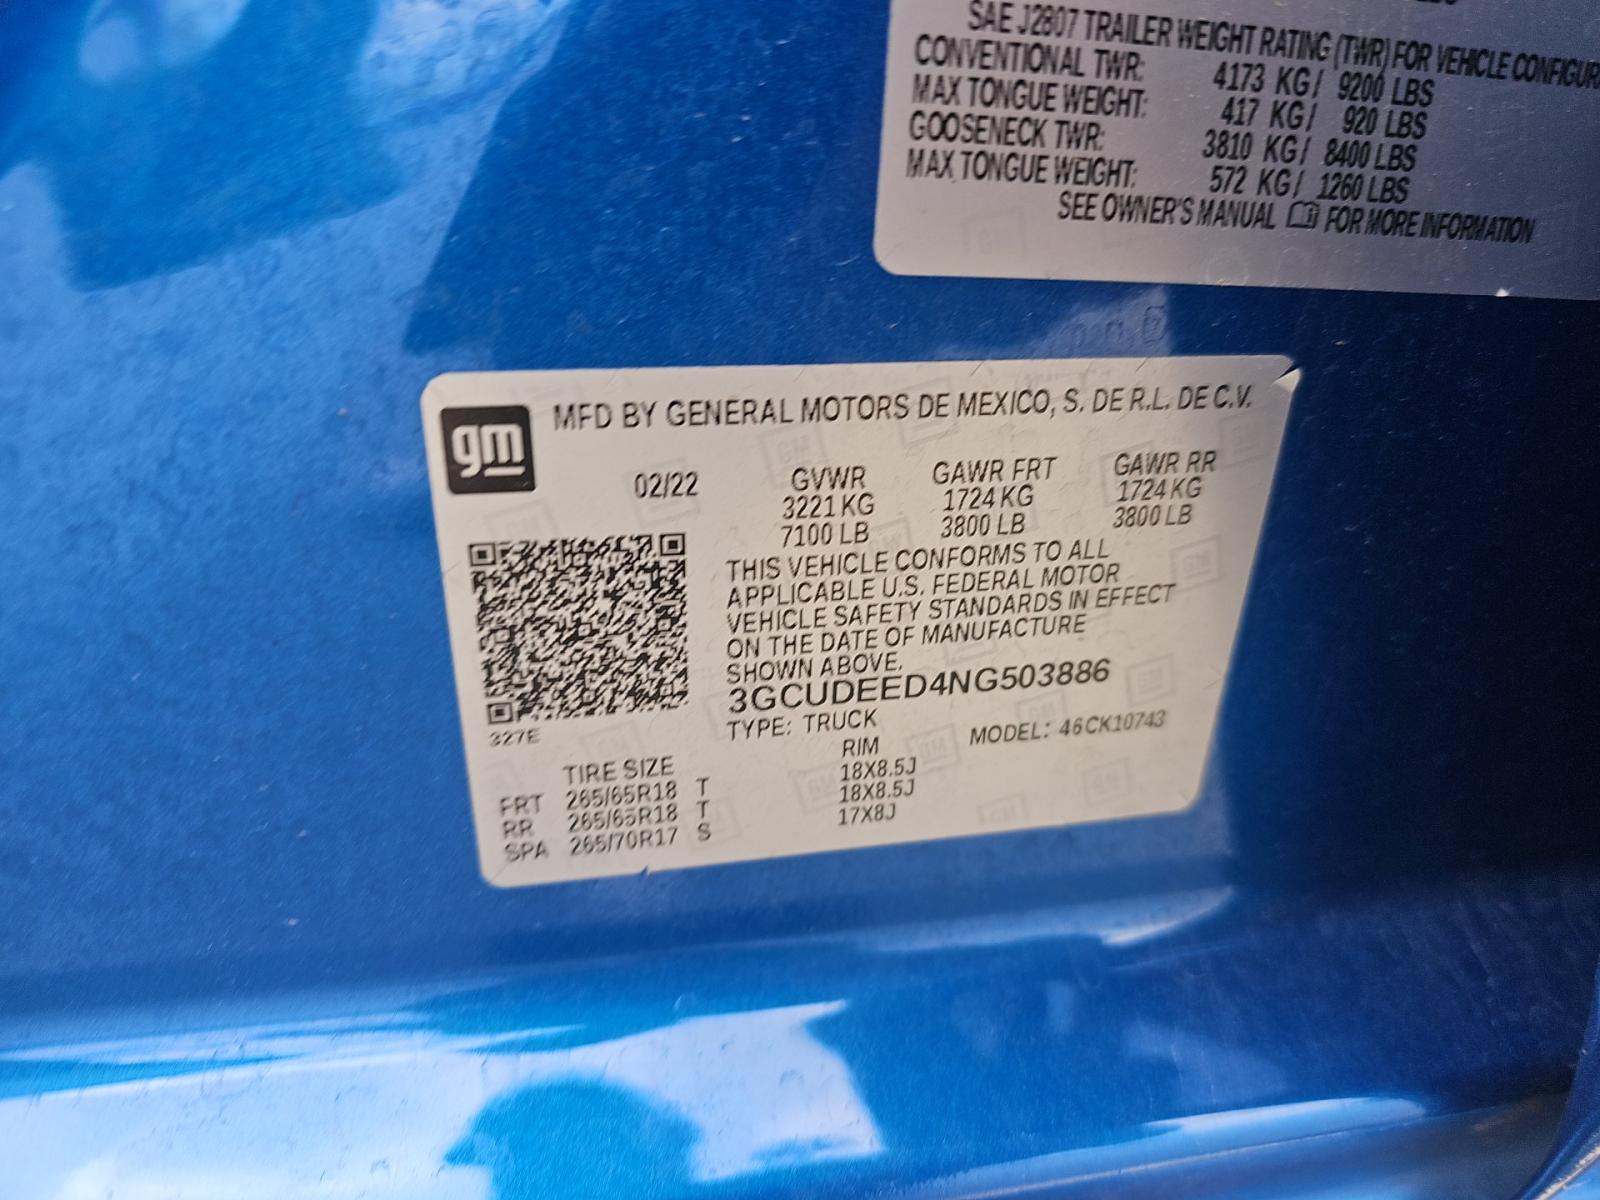 SAE J2807 TRAILER WEIGHT RATING (TWR) FOR VEHICLE
CONVENTIONAL TWR: 4173 KG/ 9200 LBS
MAX TONGUE WEIGHT: 417 KG/ 920 LBS
GOOSENECK TWR: 3810 KG/ 8400 LBS
MAX TONGUE WEIGHT: 572 KG/ 1260 LBS
SEE OWNER'S MANUAL FOR MORE INFORMATION
gm
MFD BY GENERAL MOTORS DE MEXICO, S. DE R.L. DE C.V.
02/22 GVWR GAWR FRT GAWR RR
3221 KG 1724 KG 1724 KG
7100 LB 3800 LB 3800 LB
THIS VEHICLE CONFORMS TO ALL
APPLICABLE U.S. FEDERAL MOTOR
VEHICLE SAFETY STANDARDS IN EFFECT
ON THE DATE OF MANUFACTURE
SHOWN ABOVE.
3GCUDEED4NG503886
327E
TYPE: TRUCK MODEL: 46CK10743
TIRE SIZE RIM
FRT 265/65R18 T 18X8.5J
RR 265/65R18 T 18X8.5J
SPA 265/70R17 S 17X8J